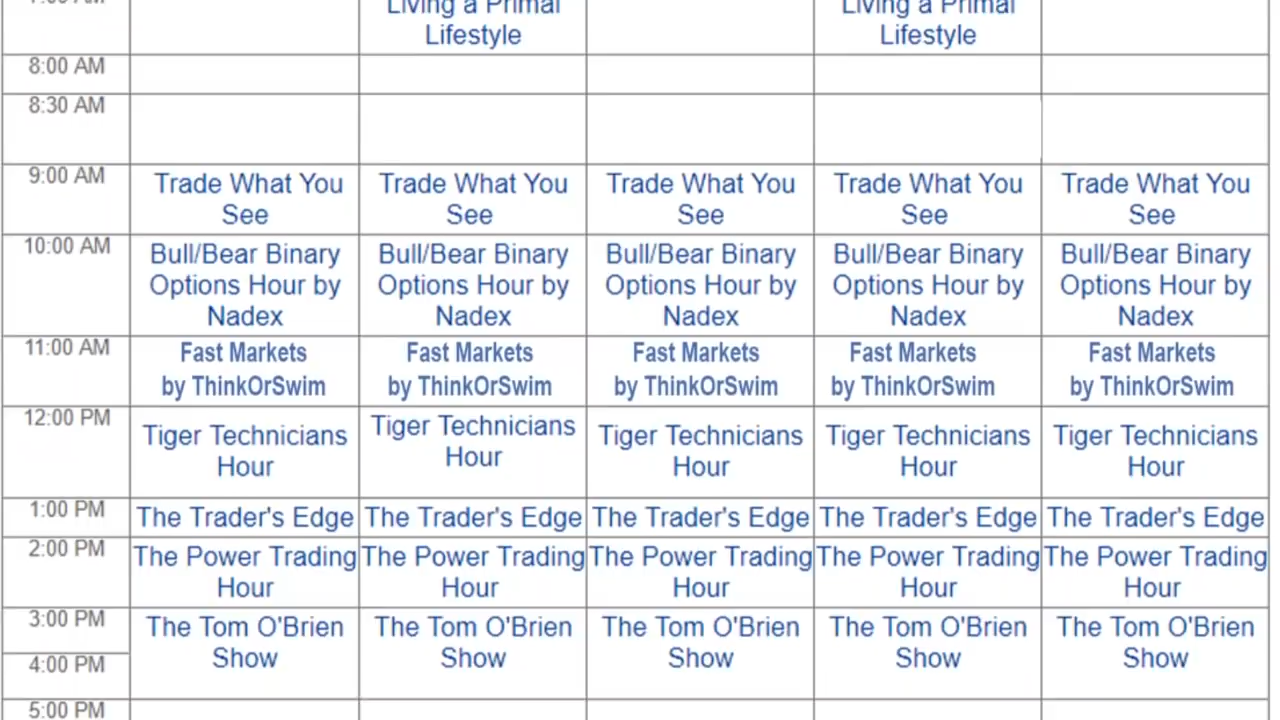 Living a Primal Living a Primal
Lifestyle Lifestyle
8:00 AM
8:30 AM
9:00 AM Trade What You Trade What You Trade What You Trade What You Trade What You
See See See See See
10:00 AM Bull/Bear Binary Bull/Bear Binary Bull/Bear Binary Bull/Bear Binary Bull/Bear Binary
Options Hour by Options Hour by Options Hour by Options Hour by Options Hour by
Nadex Nadex Nadex Nadex Nadex
11:00 AM Fast Markets Fast Markets Fast Markets Fast Markets Fast Markets
by ThinkOrSwim by ThinkOrSwim by ThinkOrSwim by ThinkOrSwim by ThinkOrSwim
12:00 PM Tiger Technicians Tiger Technicians Tiger Technicians Tiger Technicians Tiger Technicians
Hour Hour Hour Hour Hour
1:00 PM The Trader's Edge The Trader's Edge The Trader's Edge The Trader's Edge The Trader's Edge
2:00 PM The Power Trading The Power Trading The Power Trading The Power Trading The Power Trading
Hour Hour Hour Hour Hour
3:00 PM The Tom O'Brien The Tom O'Brien The Tom O'Brien The Tom O'Brien The Tom O'Brien
4:00 PM Show Show Show Show Show
5:00 PM